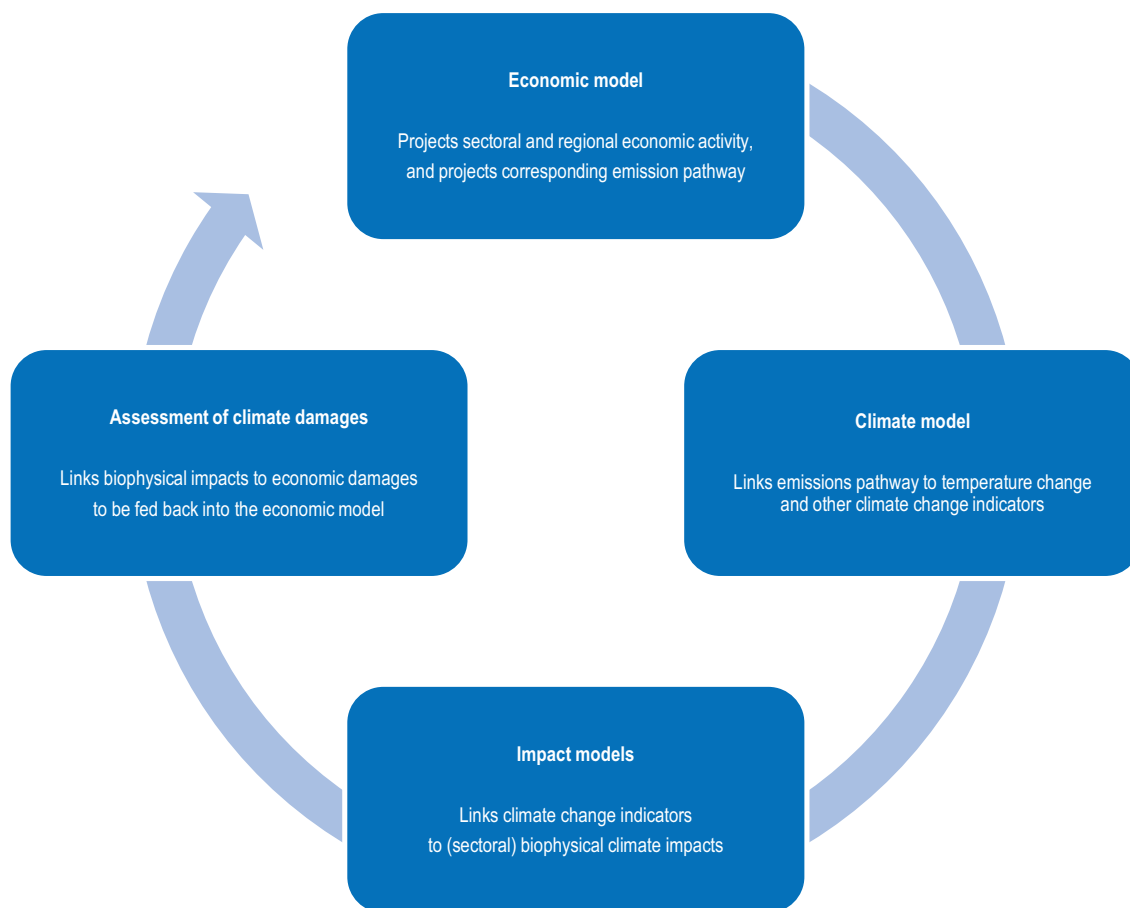 Economic model
Projects sectoral and regional economic activity,
and projects corresponding emission pathway
Assessment of climate damages
Links biophysical impacts to economic damages
to be fed back into the economic model
Climate model
Links emissions pathway to temperature change
and other climate change indicators
Impact models
Links climate change indicators
to (sectoral) biophysical climate impacts